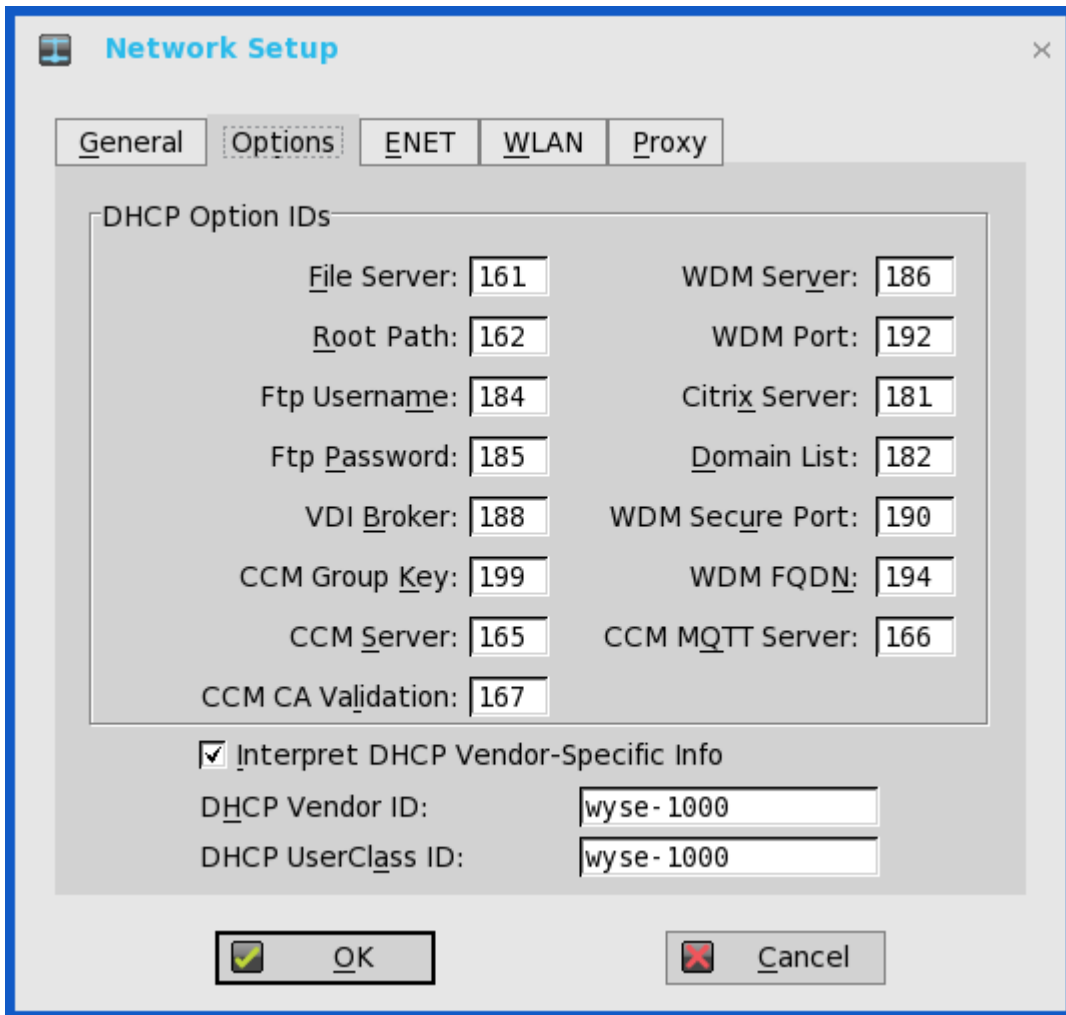 Network Setup
General Options ENET WLAN Proxy
DHCP Option IDs
File Server: 161 WDM Server: 186
Root Path: 162 WDM Port: 192
Ftp Username: 184 Citrix Server: 181
Ftp Password: 185 Domain List: 182
VDI Broker: 188 WDM Secure Port: 190
CCM Group Key: 199 WDM FQDN: 194
CCM Server: 165 CCM MQTT Server: 166
CCM CA Validation: 167
Interpret DHCP Vendor-Specific Info
DHCP Vendor ID: wyse-1000
DHCP UserClass ID: wyse-1000
OK Cancel